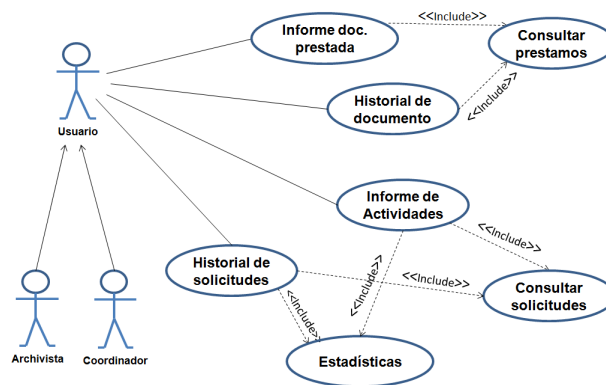 Informe doc.
prestada
<<Include>>
Consultar
prestamos
Historial de
documento
<<Include>>
Usuario
Informe de
Actividades
<<Include>>
Historial de
solicitudes
<<Include>>
<<Include>>
<<Include>>
Consultar
solicitudes
Estadísticas
Archivista
Coordinador